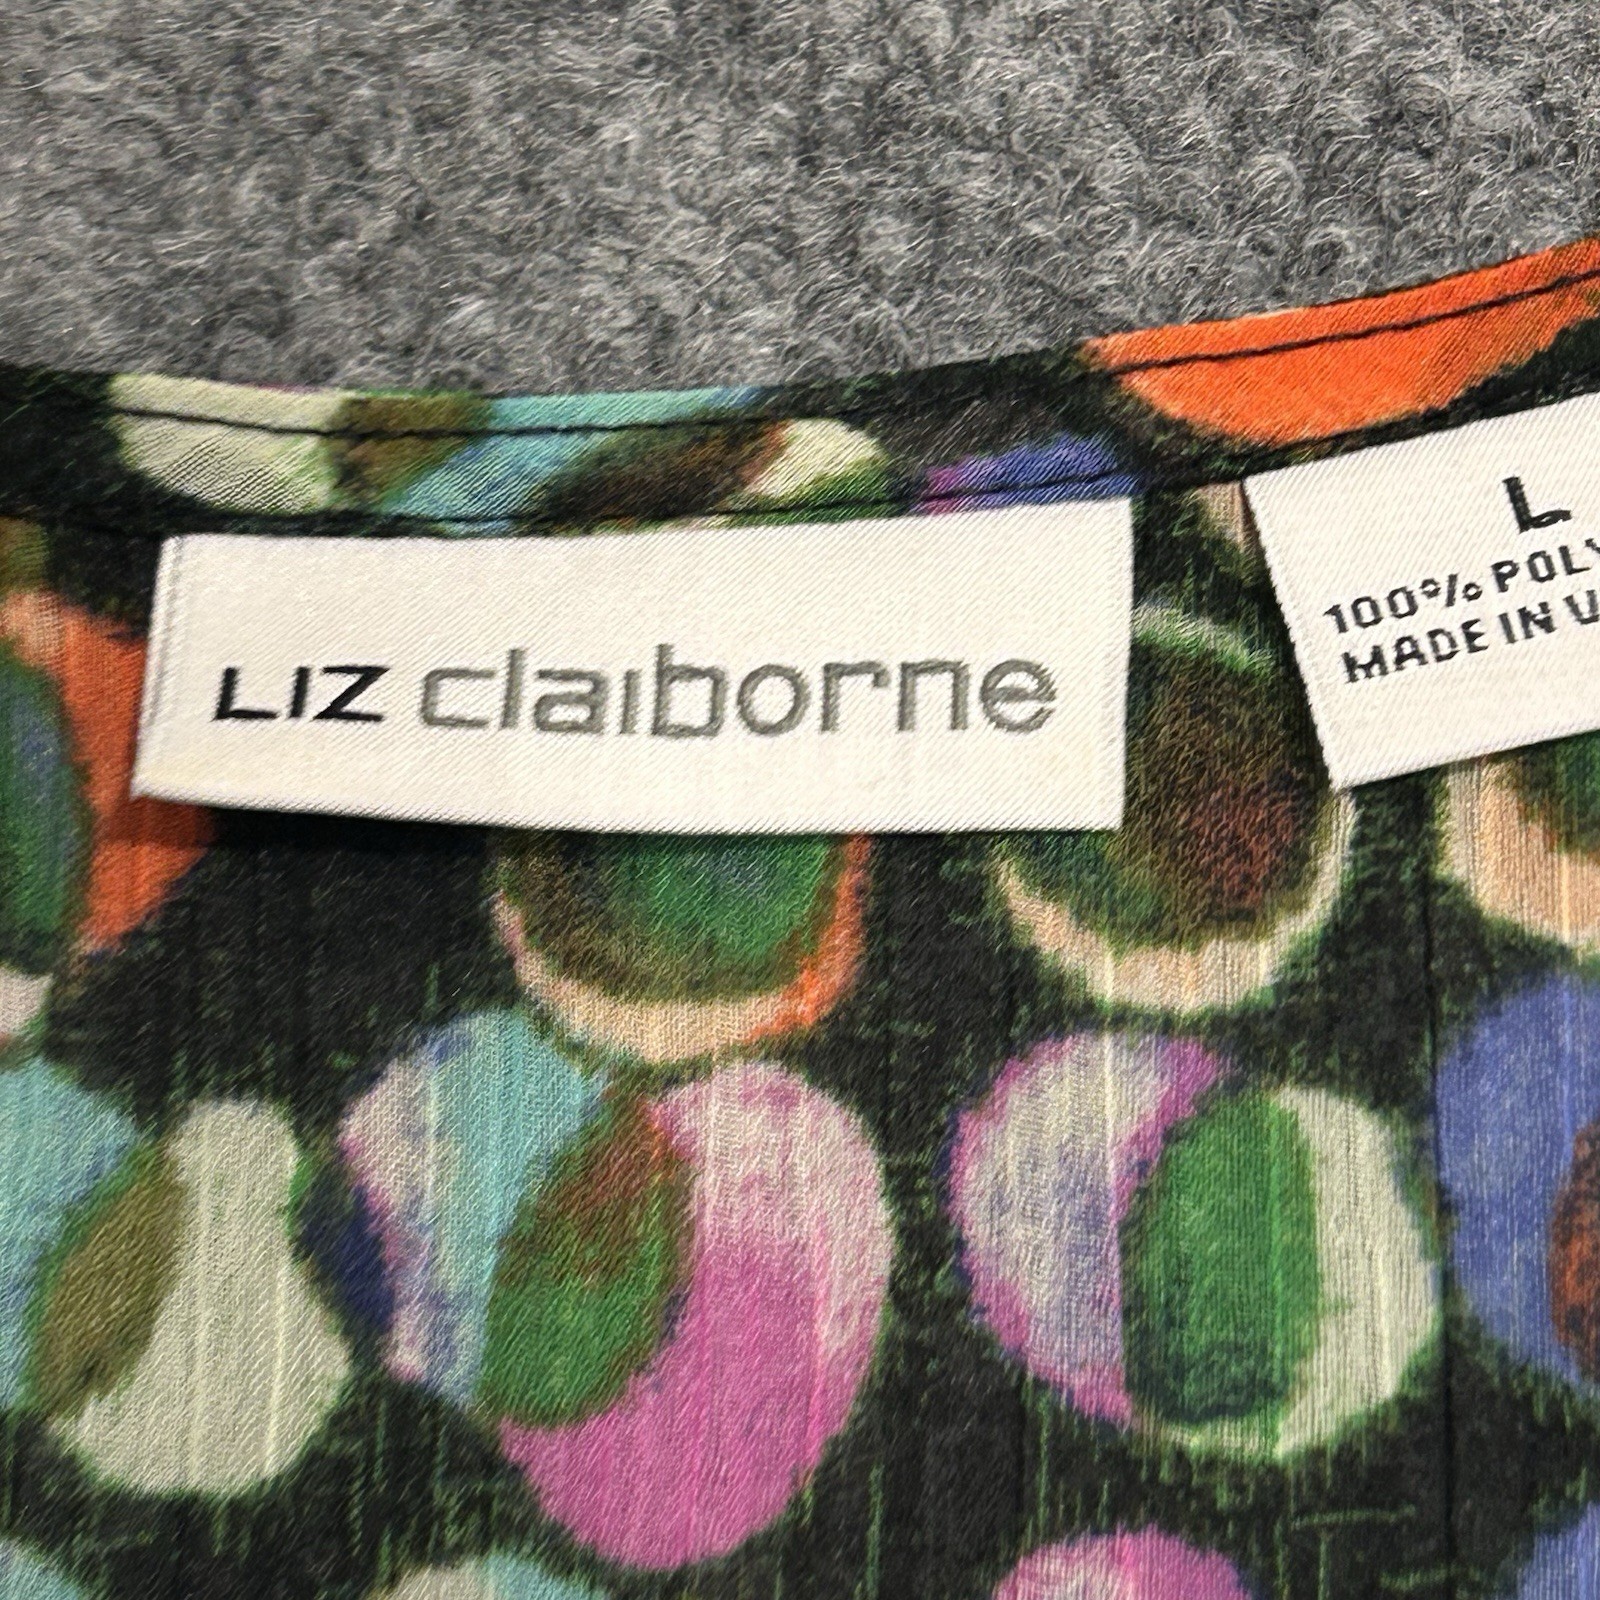 LIZ claiborne
L
100% POLY
MADE IN V